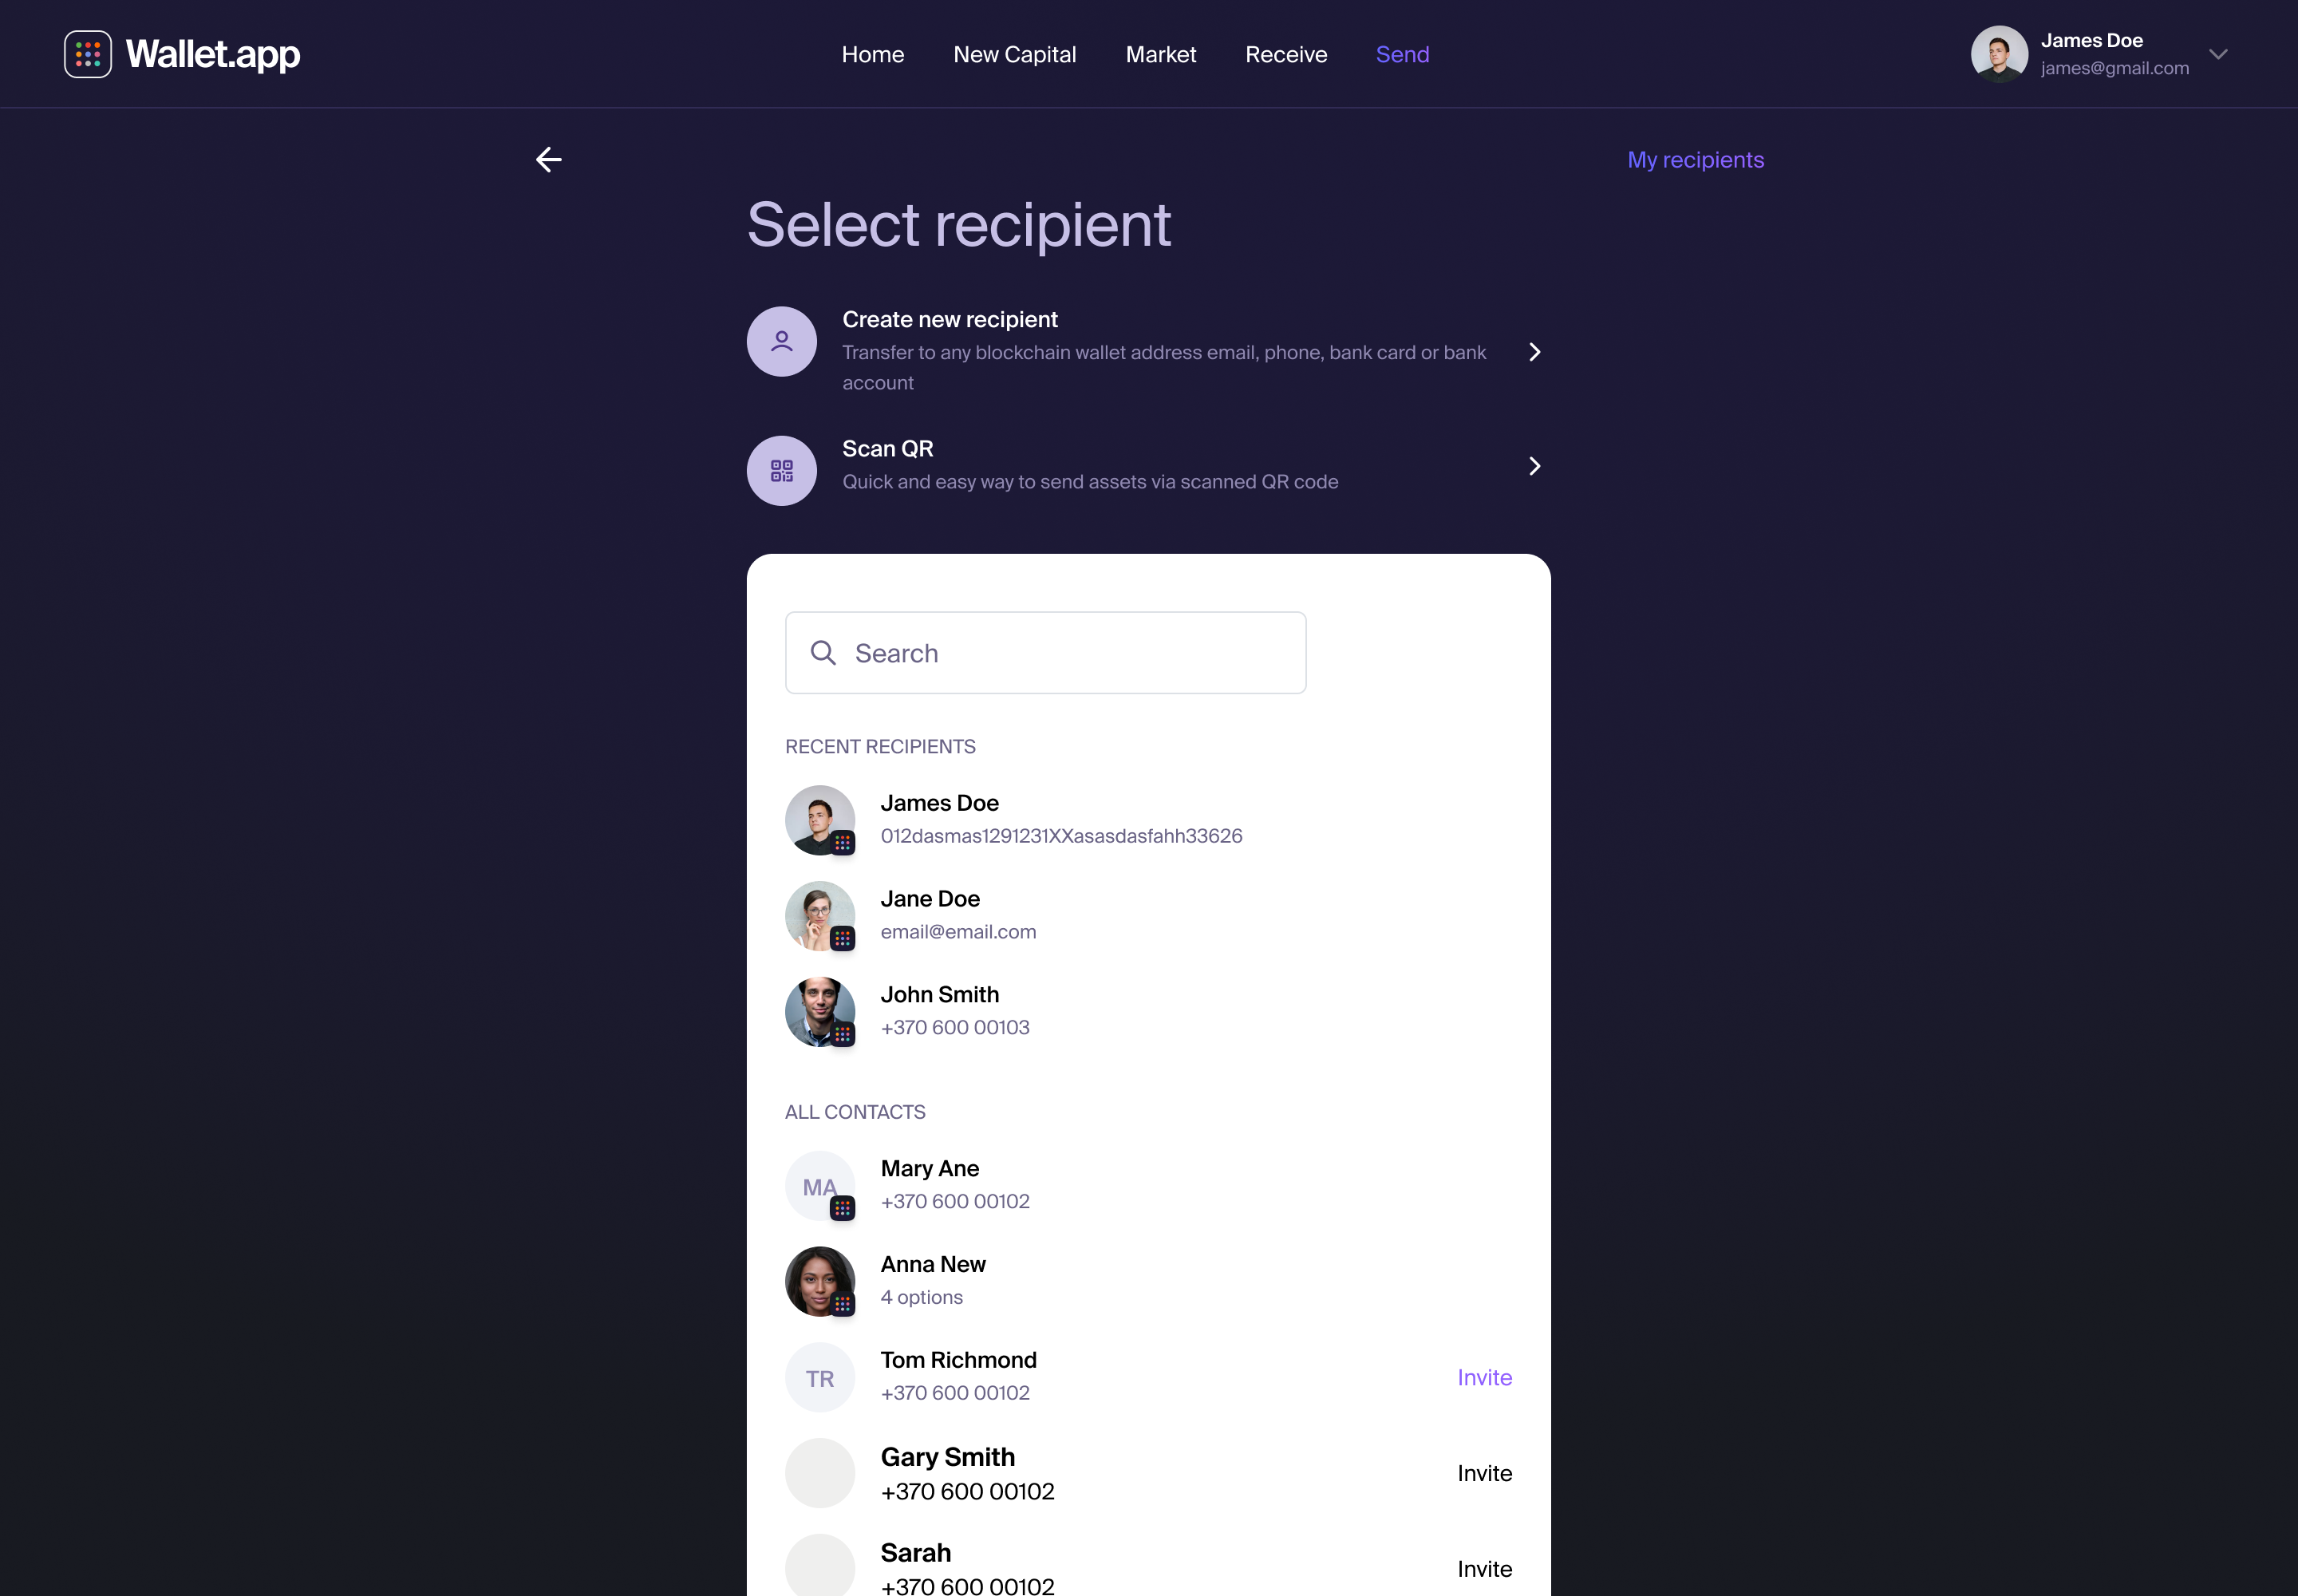 Wallet.app
Home
New Capital
Market
Receive
Send
James Doe
james@gmail.com
My recipients
Select recipient
Create new recipient
Transfer to any blockchain wallet address email, phone, bank card or bank
account
Scan QR
Quick and easy way to send assets via scanned QR code
Search
RECENT RECIPIENTS
James Doe
012dasmas1291231XXasasdasfahh33626
Jane Doe
email@email.com
John Smith
+370 600 00103
ALL CONTACTS
MA
Mary Ane
+370 600 00102
Anna New
4 options
TR
Tom Richmond
+370 600 00102
Invite
Gary Smith
+370 600 00102
Invite
Sarah
+370 600 00102
Invite